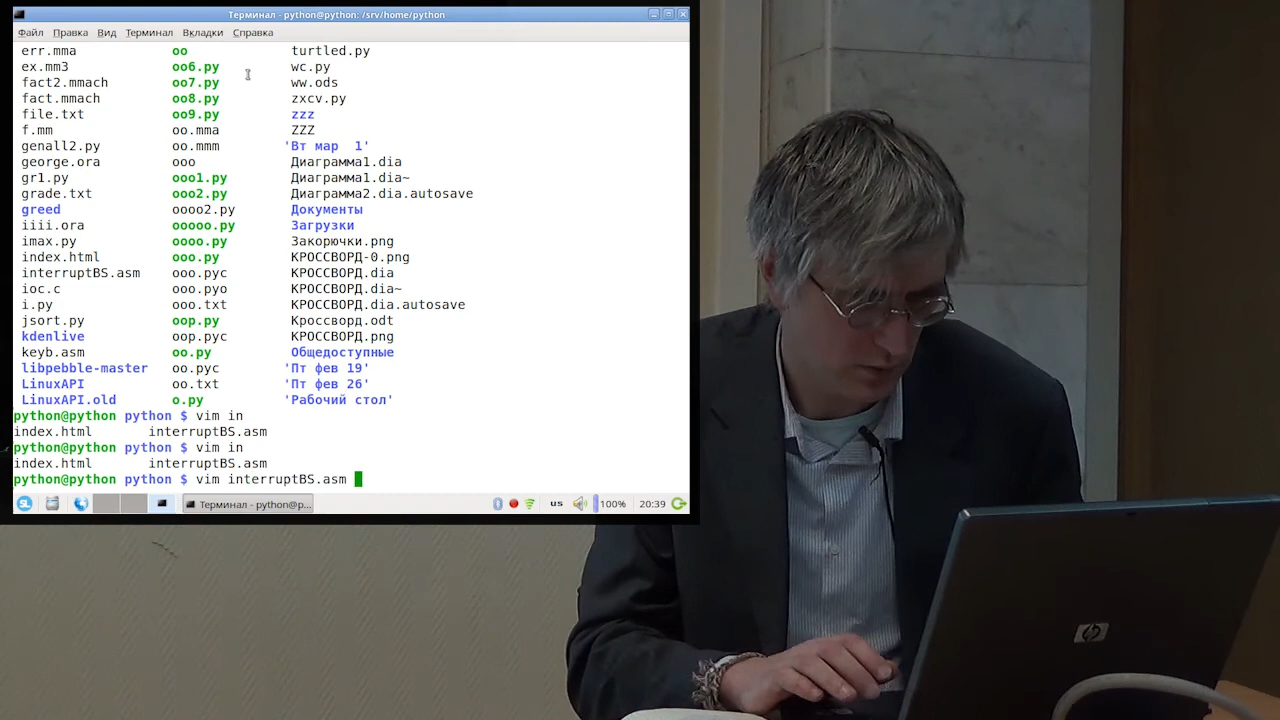 Терминал - python@python: /srv/home/python
Файл Правка Вид Терминал Вкладки Справка
err.mma oo turtled.py
ex.mm3 oo6.py wc.py
fact2.mmach oo7.py ww.ods
fact.mmach oo8.py zxcv.py
file.txt oo9.py zzz
f.mm oo.mma ZZZ
genall2.py oo.mmm 'Вт мар  1'
george.ora ooo Диаграмма1.dia
gr1.py ooo1.py Диаграмма1.dia~
grade.txt ooo2.py Диаграмма2.dia.autosave
greed oooo2.py Документы
iiii.ora ooooo.py Загрузки
imax.py oooo.py Закорючки.png
index.html ooo.py КРОССВОРД-0.png
interruptBS.asm ooo.pyc КРОССВОРД.dia
ioc.c ooo.pyo КРОССВОРД.dia~
i.py ooo.txt КРОССВОРД.dia.autosave
jsort.py oop.py Кроссворд.odt
kdenlive oop.pyc КРОССВОРД.png
keyb.asm oo.py Общедоступные
libpebble-master oo.pyc 'Пт фев 19'
LinuxAPI oo.txt 'Пт фев 26'
LinuxAPI.old o.py 'Рабочий стол'
python@python python $ vim in
index.html interruptBS.asm
python@python python $ vim in
index.html interruptBS.asm
python@python python $ vim interruptBS.asm
Терминал - python@p... us 100% 20:39
hp